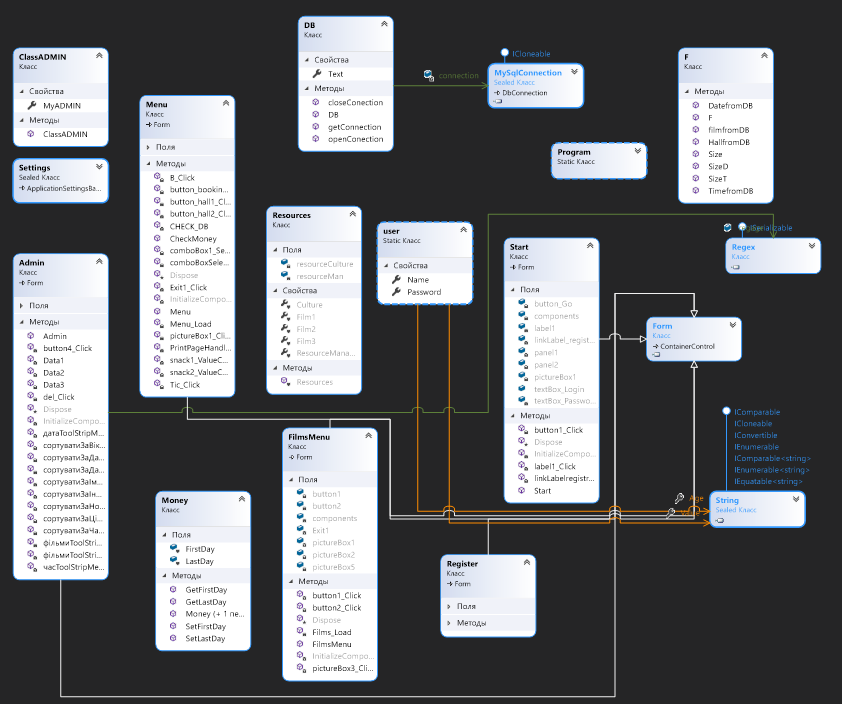 ClassADMIN
Класс
Свойства
MyADMIN
Методы
ClassADMIN
Settings
Sealed Класс
ApplicationSettingsBa...
Admin
Класс
Form
Поля
Методы
Admin
button4_Click
Data1
Data2
Data3
del_Click
Dispose
InitializeCompo...
датаToolStripM...
сортуватиЗаВік...
сортуватиЗаДа...
сортуватиЗаДа...
сортуватиЗаІм...
сортуватиЗаІн...
сортуватиЗаНо...
сортуватиЗаЦі...
сортуватиЗаЧа...
фільмиToolStri...
фільмиToolStri...
часToolStripMe...
Menu
Класс
Form
Поля
Методы
B_Click
button_bookin...
button_hall1_Cl...
button_hall2_Cl...
CHECK_DB
CheckMoney
comboBox1_Se...
comboBoxSele...
Dispose
Exit1_Click
InitializeCompo...
Menu
Menu_Load
pictureBox1_Cli...
PrintPageHandl...
snack1_ValueC...
snack2_ValueC...
Tic_Click
Money
Класс
Поля
FirstDay
LastDay
Методы
GetFirstDay
GetLastDay
Money (+ 1 пе...
SetFirstDay
SetLastDay
DB
Класс
Свойства
Text
Методы
closeConection
DB
getConnection
openConection
connection
ICloneable
MySqlConnection
Sealed Класс
DbConnection
Resources
Класс
Поля
resourceCulture
resourceMan
Свойства
Culture
Film1
Film2
Film3
ResourceMana...
Методы
Resources
user
Static Класс
Свойства
Name
Password
FilmsMenu
Класс
Form
Поля
button1
button2
components
Exit1
pictureBox1
pictureBox2
pictureBox5
Методы
button1_Click
button2_Click
Dispose
Films_Load
FilmsMenu
InitializeCompo...
pictureBox3_Cli...
Program
Static Класс
Start
Класс
Form
Поля
button_Go
components
label1
linkLabel_regist...
panel1
panel2
pictureBox1
textBox_Login
textBox_Passwo...
Методы
button1_Click
Dispose
InitializeCompo...
label1_Click
linkLabelregistr...
Start
Register
Класс
Form
Поля
Методы
F
Класс
Методы
DatefromDB
F
filmfromDB
HallfromDB
Size
SizeD
SizeT
TimefromDB
ISerializable
Regex
Класс
Form
Класс
ContainerControl
IComparable
ICloneable
IConvertible
IEnumerable
IComparable<string>
IEnumerable<string>
IEquatable<string>
Age
String
Sealed Класс